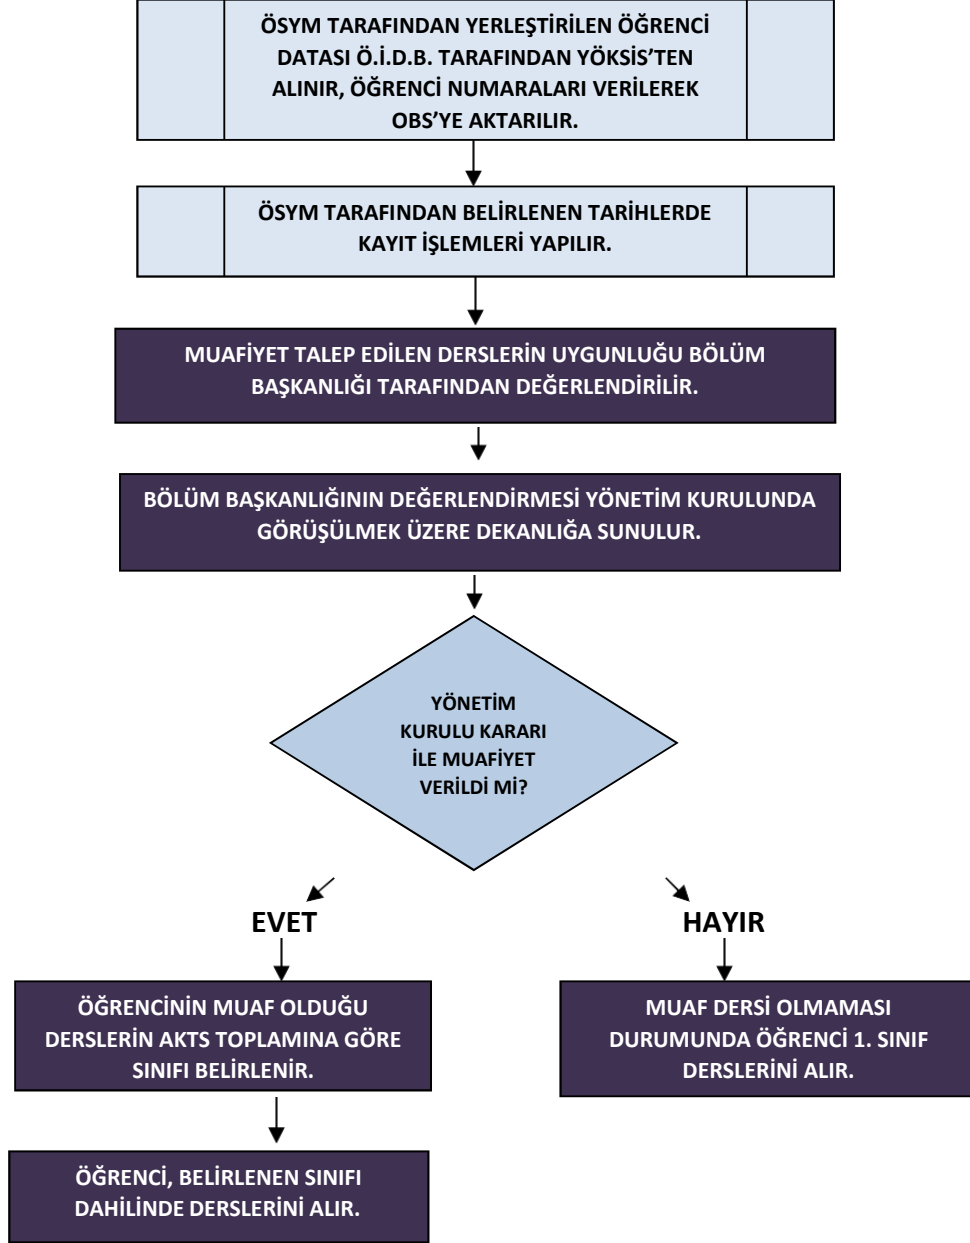 ÖSYM TARAFINDAN YERLEŞTİRİLEN ÖĞRENCİ
DATASI Ö.İ.D.B. TARAFINDAN YÖKSİS’TEN
ALINIR, ÖĞRENCİ NUMARALARI VERİLEREK
OBS’YE AKTARILIR.
ÖSYM TARAFINDAN BELİRLENEN TARİHLERDE
KAYIT İŞLEMLERİ YAPILIR.
MUAFİYET TALEP EDİLEN DERSLERİN UYGUNLUĞU BÖLÜM
BAŞKANLIĞI TARAFINDAN DEĞERLENDİRİLİR.
BÖLÜM BAŞKANLIĞININ DEĞERLENDİRMESİ YÖNETİM KURULUNDA
GÖRÜŞÜLMEK ÜZERE DEKANLIĞA SUNULUR.
YÖNETİM
KURULU KARARI
İLE MUAFİYET
VERİLDİ Mİ?
EVET
HAYIR
ÖĞRENCİNİN MUAF OLDUĞU
DERSLERİN AKTS TOPLAMINA GÖRE
SINIFI BELİRLENİR.
MUAF DERSİ OLMAMASI
DURUMUNDA ÖĞRENCİ 1. SINIF
DERSLERİNİ ALIR.
ÖĞRENCİ, BELİRLENEN SINIFI
DAHİLİNDE DERSLERİNİ ALIR.